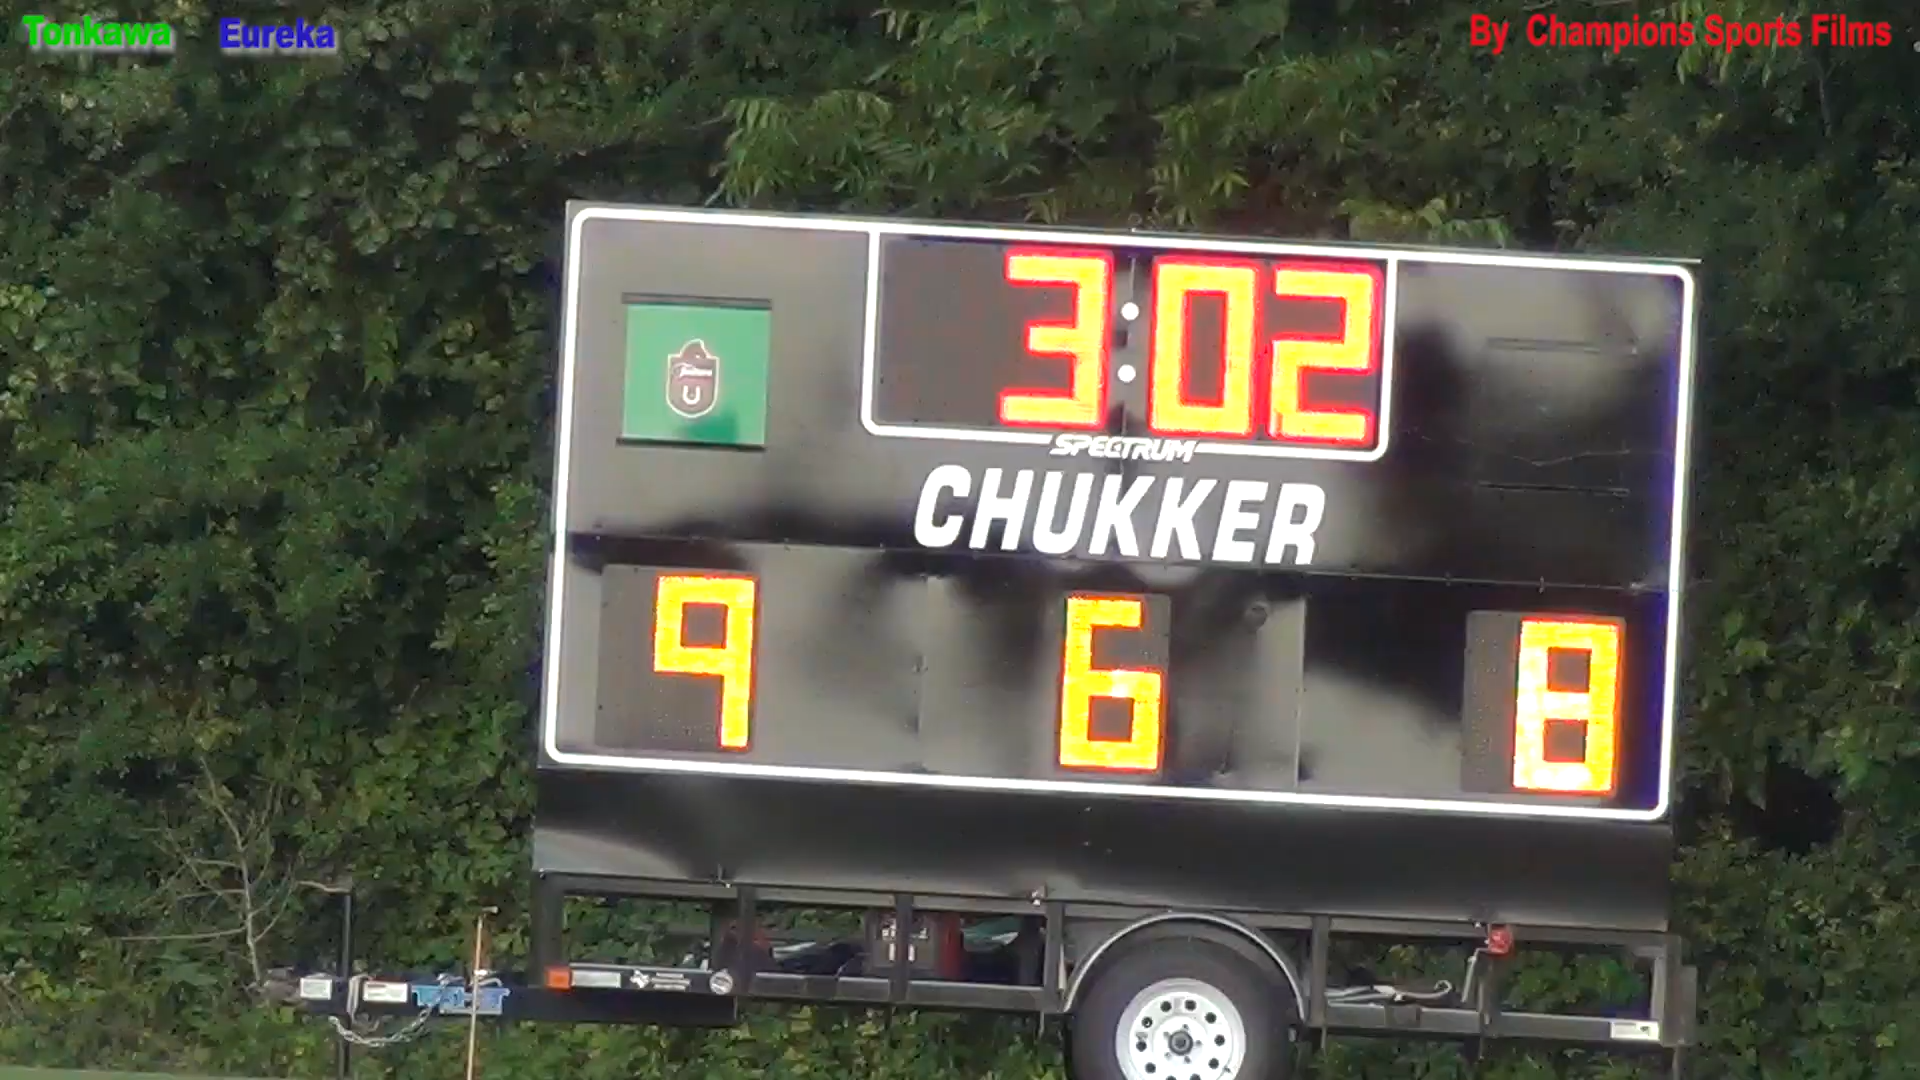 Tonkawa Eureka
By Champions Sports Films
3:02
SPECTRUM
CHUKKER
9 6 8
U